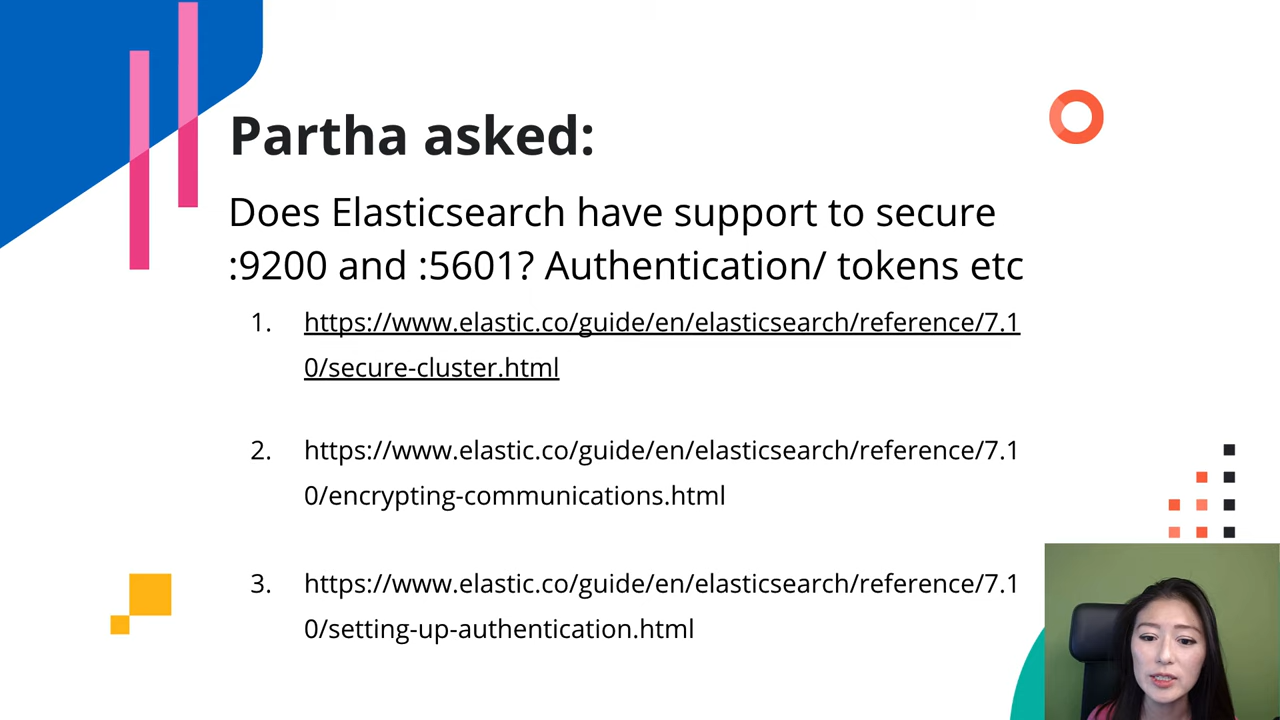 Partha asked:
Does Elasticsearch have support to secure
:9200 and :5601? Authentication/ tokens etc
1. https://www.elastic.co/guide/en/elasticsearch/reference/7.1
0/secure-cluster.html
2. https://www.elastic.co/guide/en/elasticsearch/reference/7.1
0/encrypting-communications.html
3. https://www.elastic.co/guide/en/elasticsearch/reference/7.1
0/setting-up-authentication.html